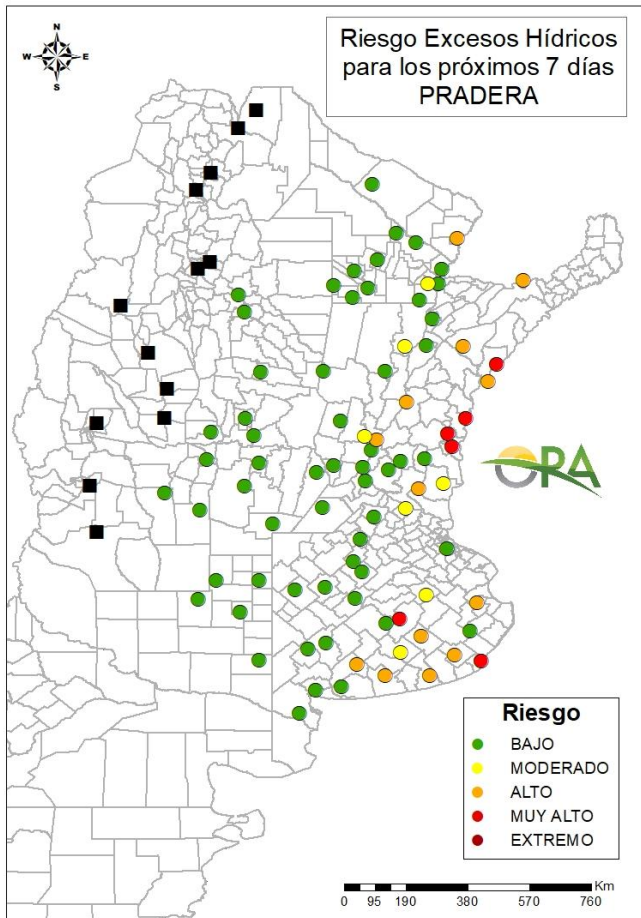 N
W E
S
Riesgo Excesos Hídricos
para los próximos 7 días
PRADERA
ORA
Riesgo
BAJO
MODERADO
ALTO
MUY ALTO
EXTREMO
Km
0 95 190 380 570 760